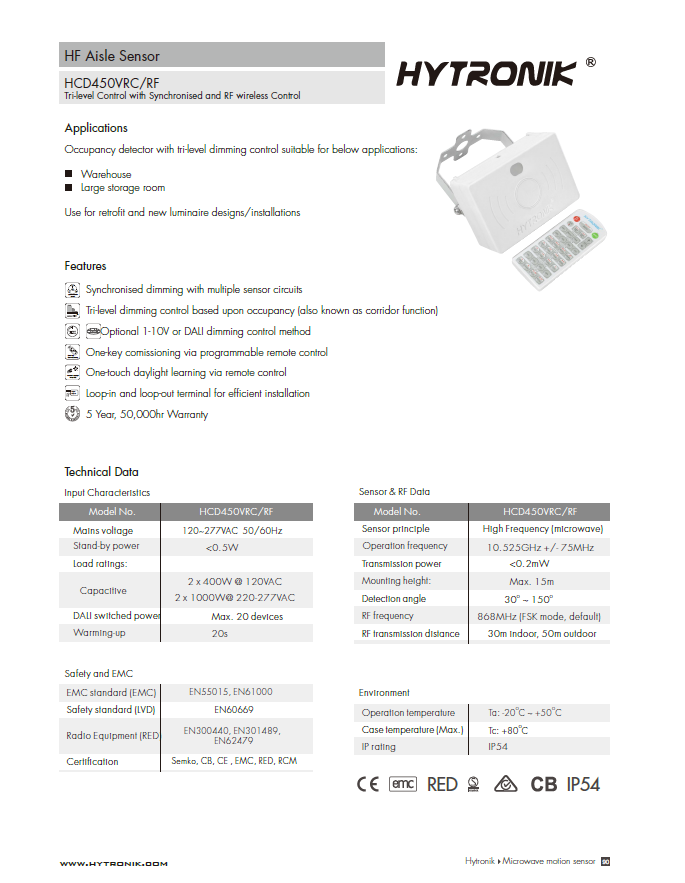 HF Aisle Sensor
HCD450VRC/RF
Tri-level Control with Synchronised and RF wireless Control
HYTRONIK ®
Applications
Occupancy detector with tri-level dimming control suitable for below applications:
Warehouse
Large storage room
Use for retrofit and new luminaire designs/installations
Features
Synchronised dimming with multiple sensor circuits
Tri-level dimming control based upon occupancy (also known as corridor function)
Optional 1-10V or DALI dimming control method
One-key comissioning via programmable remote control
One-touch daylight learning via remote control
Loop-in and loop-out terminal for efficient installation
5 Year, 50,000hr Warranty
Technical Data
Input Characteristics
Model No. HCD450VRC/RF
Mains voltage 120~277VAC 50/60Hz
Stand-by power <0.5W
Load ratings:
Capacitive 2 x 400W @ 120VAC
2 x 1000W@ 220-277VAC
DALI switched power Max. 20 devices
Warming-up 20s
Sensor & RF Data
Model No. HCD450VRC/RF
Sensor principle High Frequency (microwave)
Operation frequency 10.525GHz +/- 75MHz
Transmission power <0.2mW
Mounting height: Max. 15m
Detection angle 30° ~ 150°
RF frequency 868MHz (FSK mode, default)
RF transmission distance 30m indoor, 50m outdoor
Safety and EMC
EMC standard (EMC) EN55015, EN61000
Safety standard (LVD) EN60669
Radio Equipment (RED) EN300440, EN301489,
EN62479
Certification Semko, CB, CE , EMC, RED, RCM
Environment
Operation temperature Ta: -20°C ~ +50°C
Case temperature (Max.) Tc: +80°C
IP rating IP54
CE emc RED S CB IP54
WWW.HYTRONIK.COM
Hytronik Microwave motion sensor 90